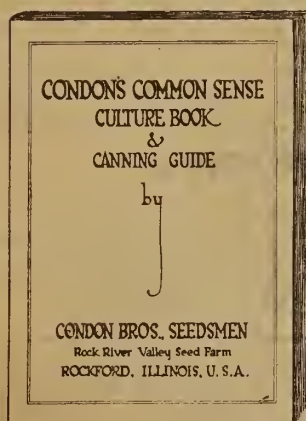 CONDON'S COMMON SENSE
CULTURE BOOK
&
CANNING GUIDE
by
CONDON BROS., SEEDSMEN
Rock River Valley Seed Farm
ROCKFORD, ILLINOIS, U. S. A.